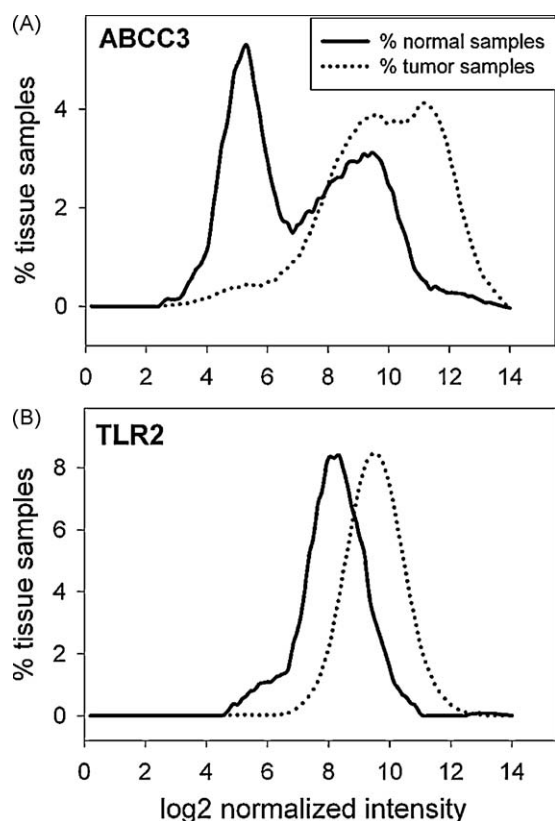 (A)
ABCC3
% normal samples
% tumor samples
% tissue samples
4
2
0
0 2 4 6 8 10 12 14
(B)
TLR2
% tissue samples
8
6
4
2
0
0 2 4 6 8 10 12 14
log2 normalized intensity